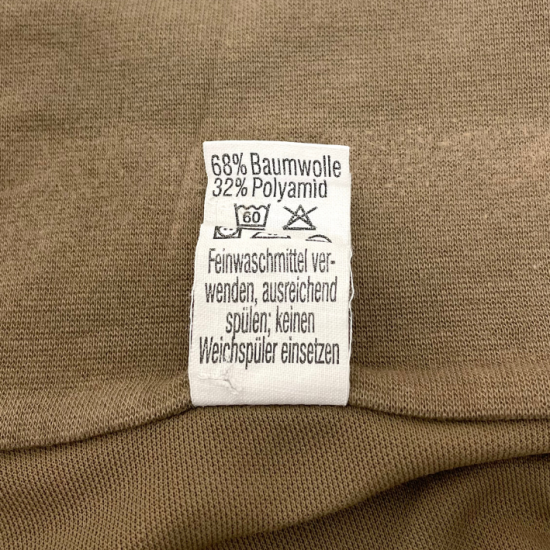 68% Baumwolle
32% Polyamid
60
Feinwaschmittel ver-
wenden, ausreichend
spülen; keinen
Weichspüler einsetzen